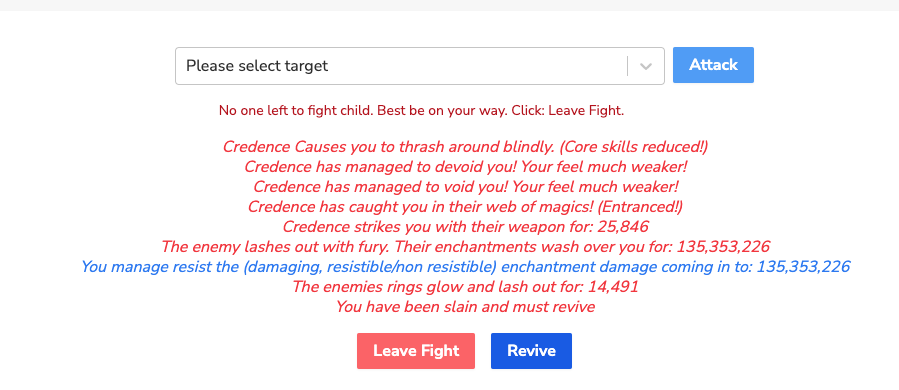 Please select target
Attack
No one left to fight child. Best be on your way. Click: Leave Fight.
Credence Causes you to thrash around blindly. (Core skills reduced!)
Credence has managed to devoid you! Your feel much weaker!
Credence has managed to void you! Your feel much weaker!
Credence has caught you in their web of magics! (Entranced!)
Credence strikes you with their weapon for: 25,846
The enemy lashes out with fury. Their enchantments wash over you for: 135,353,226
You manage resist the (damaging, resistible/non resistible) enchantment damage coming in to: 135,353,226
The enemies rings glow and lash out for: 14,491
You have been slain and must revive
Leave Fight
Revive